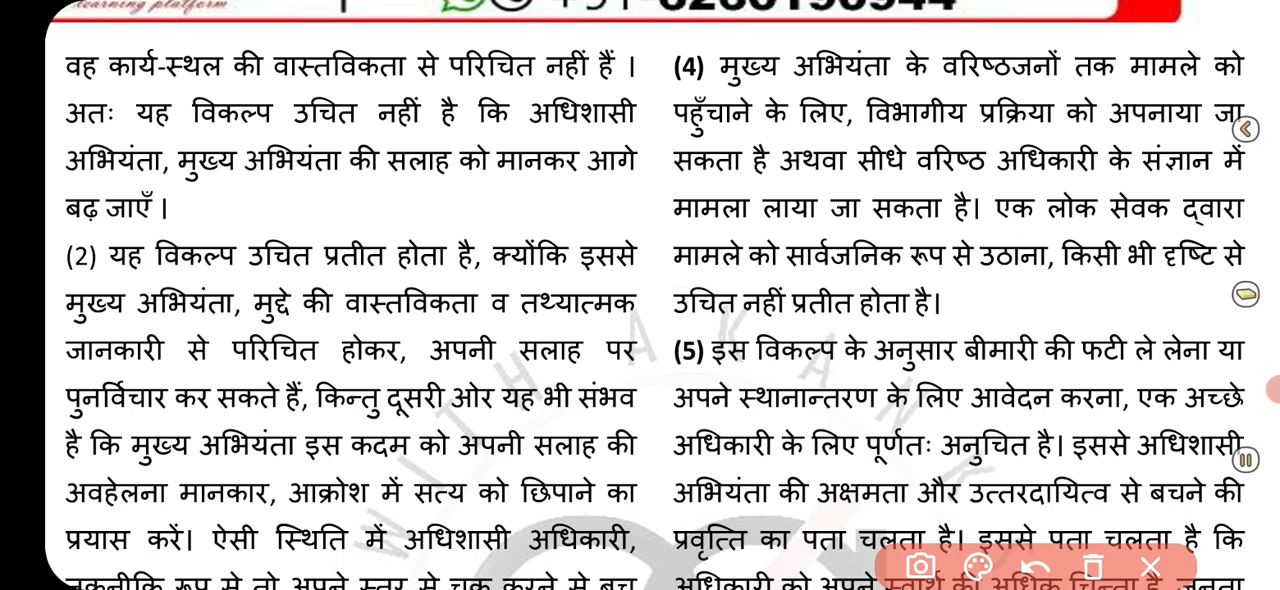 learning platform
वह कार्य-स्थल की वास्तविकता से परिचित नहीं हैं ।
अतः यह विकल्प उचित नहीं है कि अधिशासी
अभियंता, मुख्य अभियंता की सलाह को मानकर आगे
बढ़ जाएँ ।
(2) यह विकल्प उचित प्रतीत होता है, क्योंकि इससे
मुख्य अभियंता, मुद्दे की वास्तविकता व तथ्यात्मक
जानकारी से परिचित होकर, अपनी सलाह पर
पुनर्विचार कर सकते हैं, किन्तु दूसरी ओर यह भी संभव
है कि मुख्य अभियंता इस कदम को अपनी सलाह की
अवहेलना मानकार, आक्रोश में सत्य को छिपाने का
प्रयास करें। ऐसी स्थिति में अधिशासी अधिकारी,
(4) मुख्य अभियंता के वरिष्ठजनों तक मामले को
पहुँचाने के लिए, विभागीय प्रक्रिया को अपनाया जा
सकता है अथवा सीधे वरिष्ठ अधिकारी के संज्ञान में
मामला लाया जा सकता है। एक लोक सेवक द्वारा
मामले को सार्वजनिक रूप से उठाना, किसी भी दृष्टि से
उचित नहीं प्रतीत होता है।
(5) इस विकल्प के अनुसार बीमारी की फटी ले लेना या
अपने स्थानान्तरण के लिए आवेदन करना, एक अच्छे
अधिकारी के लिए पूर्णतः अनुचित है। इससे अधिशासी
अभियंता की अक्षमता और उत्तरदायित्व से बचने की
प्रवृत्ति का पता चलता है। इससे पता चलता है कि
WITHAKANK